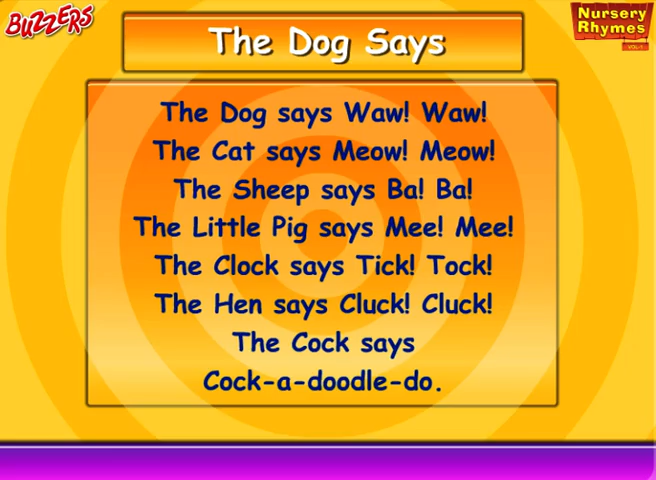 BUZZERS
The Dog Says
Nursery
Rhymes
VOL-1
The Dog says Waw! Waw!
The Cat says Meow! Meow!
The Sheep says Ba! Ba!
The Little Pig says Mee! Mee!
The Clock says Tick! Tock!
The Hen says Cluck! Cluck!
The Cock says
Cock-a-doodle-do.